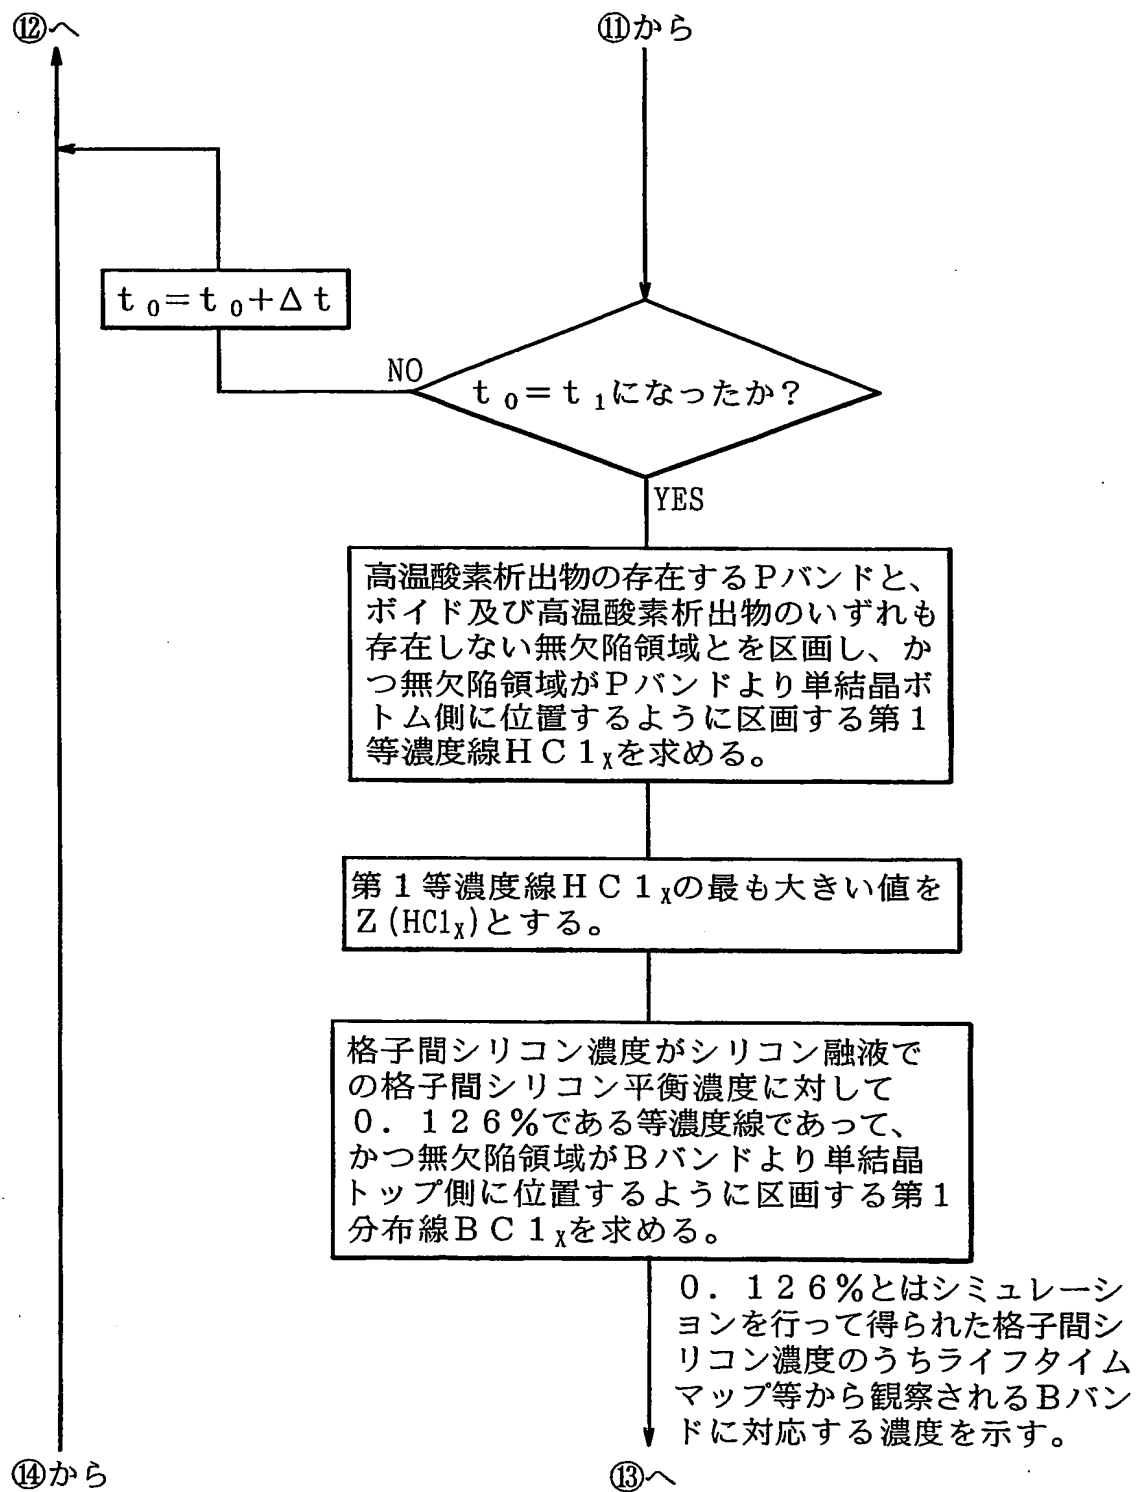 ⑫へ
⑪から
t₀=t₀+Δt
NO
t₀=t₁になったか?
YES
高温酸素析出物の存在するPバンドと、
ボイド及び高温酸素析出物のいずれも
存在しない無欠陥領域とを区画し、か
つ無欠陥領域がPバンドより単結晶ボ
トム側に位置するように区画する第1
等濃度線HC1ₓを求める。
第1等濃度線HC1ₓの最も大きい値を
Z(HC1ₓ)とする。
格子間シリコン濃度がシリコン融液で
の格子間シリコン平衡濃度に対して
0.126%である等濃度線であって、
かつ無欠陥領域がBバンドより単結晶
トップ側に位置するように区画する第1
分布線BC1ₓを求める。
0.126%とはシミュレーシ
ョンを行って得られた格子間シ
リコン濃度のうちライフタイム
マップ等から観察されるBバン
ドに対応する濃度を示す。
⑭から
⑬へ